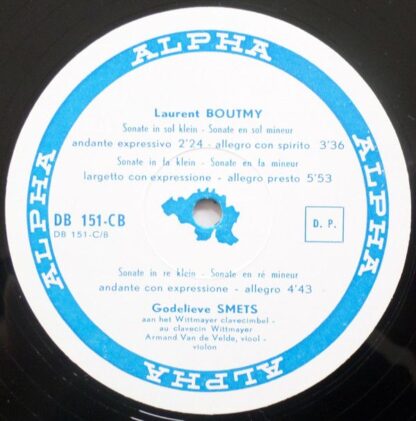 ALPHA
Laurent BOUTMY
Sonate in sol klein - Sonate en sol mineur
andante expressivo 2'24 - allegro con spirito 3'36
Sonate in la klein - Sonate en la mineur
largetto con expressione - allegro presto 5'53
ALPHA
DB 151-CB
DB 151-C/B
D. P.
ALPHA
Sonate in re klein - Sonate en ré mineur
andante con expressione - allegro 4'43
Godelieve SMETS
aan het Wittmayer clavecimbel -
au clavecin Wittmayer
Armand Van de Velde, viool -
violon
ALPHA